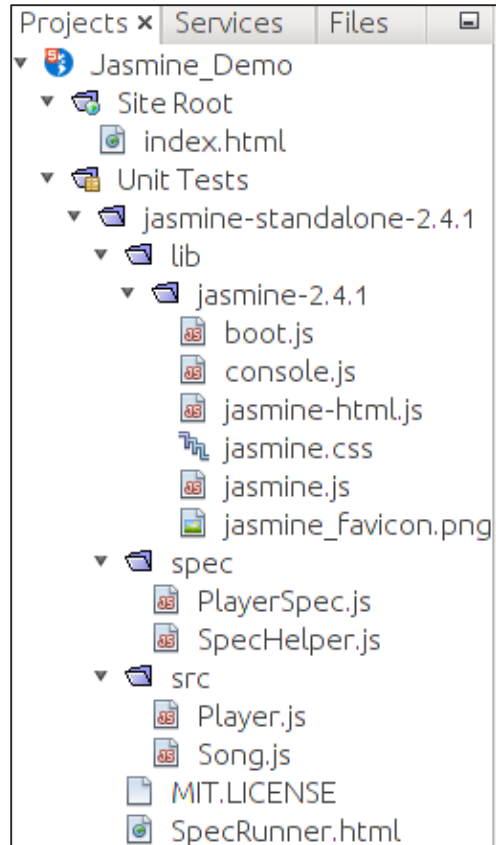 Projects × Services Files
Jasmine_Demo
Site Root
index.html
Unit Tests
jasmine-standalone-2.4.1
lib
jasmine-2.4.1
boot.js
console.js
jasmine-html.js
jasmine.css
jasmine.js
jasmine_favicon.png
spec
PlayerSpec.js
SpecHelper.js
src
Player.js
Song.js
MIT.LICENSE
SpecRunner.html